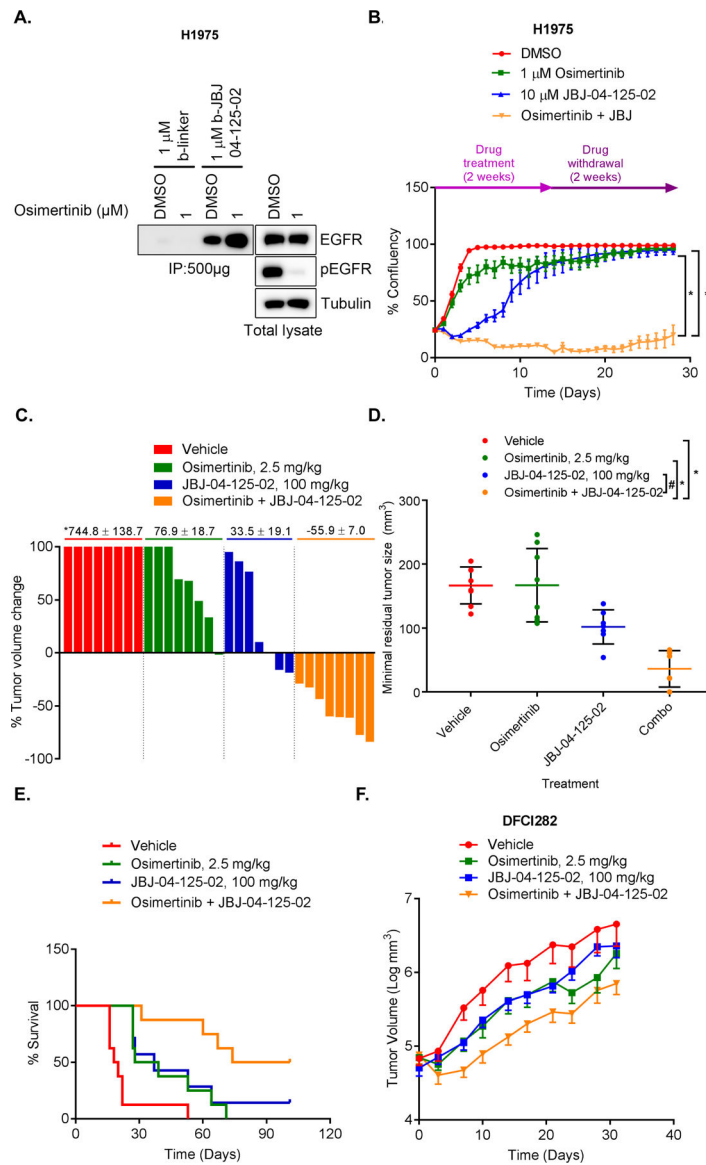 A.
H1975
1 µM
b-linker
1 µM b-JBJ
04-125-02
DMSO
1
DMSO
1
DMSO
1
Osimertinib (µM)
EGFR
IP:500µg
pEGFR
Tubulin
Total lysate
B.
H1975
DMSO
1 µM Osimertinib
10 µM JBJ-04-125-02
Osimertinib + JBJ
Drug
treatment
(2 weeks)
Drug
withdrawal
(2 weeks)
% Confluency
150
100
50
0
* *
0 10 20 30
Time (Days)
C.
Vehicle
Osimertinib, 2.5 mg/kg
JBJ-04-125-02, 100 mg/kg
Osimertinib + JBJ-04-125-02
*744.8 ± 138.7 76.9 ± 18.7 33.5 ± 19.1 -55.9 ± 7.0
% Tumor volume change
100
50
0
-50
-100
D.
Vehicle
Osimertinib, 2.5 mg/kg
JBJ-04-125-02, 100 mg/kg
Osimertinib + JBJ-04-125-02
# * *
Minimal residual tumor size (mm³)
300
200
100
0
Vehicle
Osimertinib
JBJ-04-125-02
Combo
Treatment
E.
Vehicle
Osimertinib, 2.5 mg/kg
JBJ-04-125-02, 100 mg/kg
Osimertinib + JBJ-04-125-02
% Survival
100
50
0
0 30 60 90 120
Time (Days)
F.
DFCI282
Vehicle
Osimertinib, 2.5 mg/kg
JBJ-04-125-02, 100 mg/kg
Osimertinib + JBJ-04-125-02
Tumor Volume (Log mm³)
7
6
5
4
0 10 20 30 40
Time (Days)